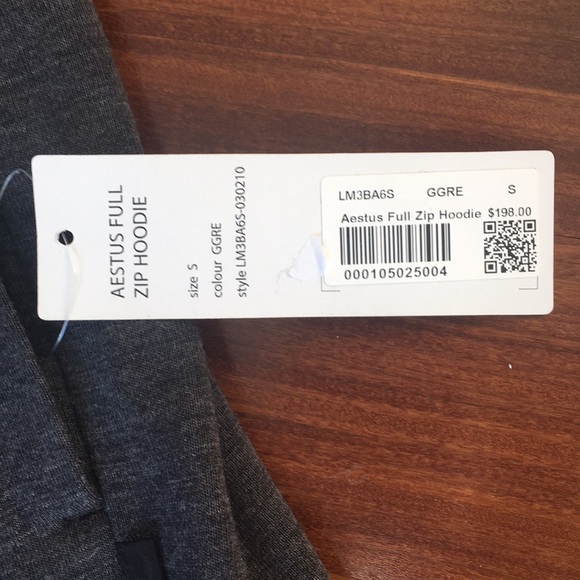 AESTUS FULL
ZIP HOODIE
size S
colour GGRE
style LM3BA6S-030210
LM3BA6S GGRE S
Aestus Full Zip Hoodie $198.00
000105025004